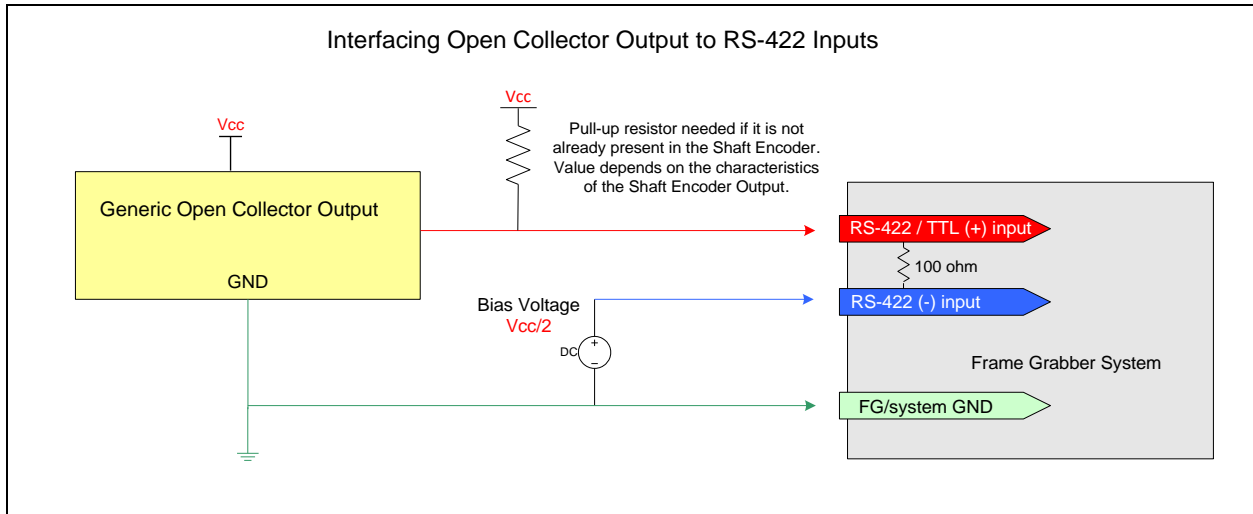 Interfacing Open Collector Output to RS-422 Inputs
Vcc
Vcc
Pull-up resistor needed if it is not
already present in the Shaft Encoder.
Value depends on the characteristics
of the Shaft Encoder Output.
Generic Open Collector Output
GND
RS-422 / TTL (+) input
100 ohm
RS-422 (-) input
Bias Voltage
Vcc/2
DC
+
−
Frame Grabber System
FG/system GND